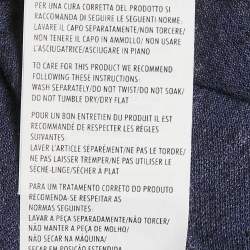 PER UNA CURA CORRETTA DEL PRODOTTO SI
RACCOMANDA DI SEGUIRE LE SEGUENTI NORME:
LAVARE IL CAPO SEPARATAMENTE/NON TORCERE/
NON TENERE IL CAPO IN AMMOLLO/ NON USARE
L'ASCIUGATRICE/ASCIUGARE IN PIANO
TO CARE FOR THIS PRODUCT WE RECOMMEND
FOLLOWING THESE INSTRUCTIONS:
WASH SEPARATELY/DO NOT TWIST/DO NOT SOAK/
DO NOT TUMBLE DRY/DRY FLAT
POUR UN BON ENTRETIEN DU PRODUIT IL EST
RECOMMANDÉ DE RESPECTER LES RÈGLES
SUIVANTES
LAVER L'ARTICLE SÉPARÉMENT/NE PAS LE TORDRE/
NE PAS LAISSER TREMPER/NE PAS UTILISER LE
SÈCHE-LINGE/SÉCHER À PLAT
PARA UM TRATAMENTO CORRETO DO PRODUTO
RECOMENDA-SE RESPEITAR AS
NORMAS SEGUINTES:
LAVAR A PEÇA SEPARADAMENTE/NÃO TORCER/
NÃO MANTER A PEÇA DE MOLHO/
NÃO SECAR NA MÁQUINA/
SECAR EM POSIÇÃO ESTENDIDA